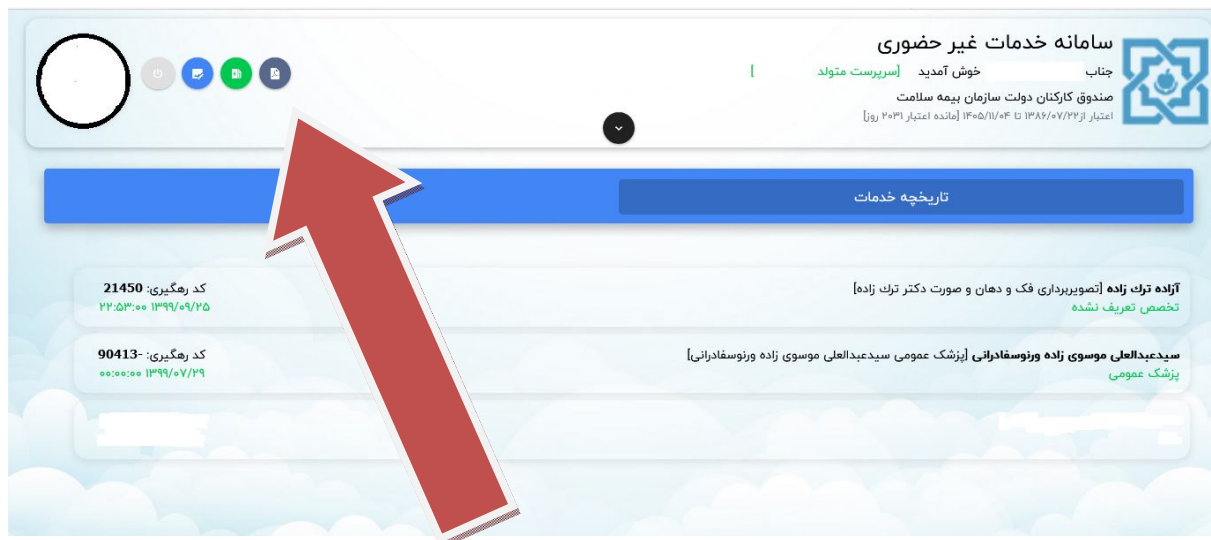 سامانه خدمات غیر حضوری
جناب خوش آمدید [سرپرست متولد ]
صندوق کارکنان دولت سازمان بیمه سلامت
اعتبار از۱۳۸۶/۰۷/۲۲ تا ۱۴۰۵/۱۱/۰۴ [مانده اعتبار ۲۰۳۱ روز]
تاریخچه خدمات
آزاده ترك زاده [تصویربرداری فک و دهان و صورت دکتر ترك زاده]
کد رهگیری: 21450
تخصص تعریف نشده
۱۳۹۹/۰۹/۲۵ ۲۲:۵۳:۰۰
سیدعبدالعلی موسوی زاده ورنوسفادرانی [پزشک عمومی سیدعبدالعلی موسوی زاده ورنوسفادرانی]
کد رهگیری: -90413
پزشک عمومی
۱۳۹۹/۰۷/۲۹ ۰۰:۰۰:۰۰